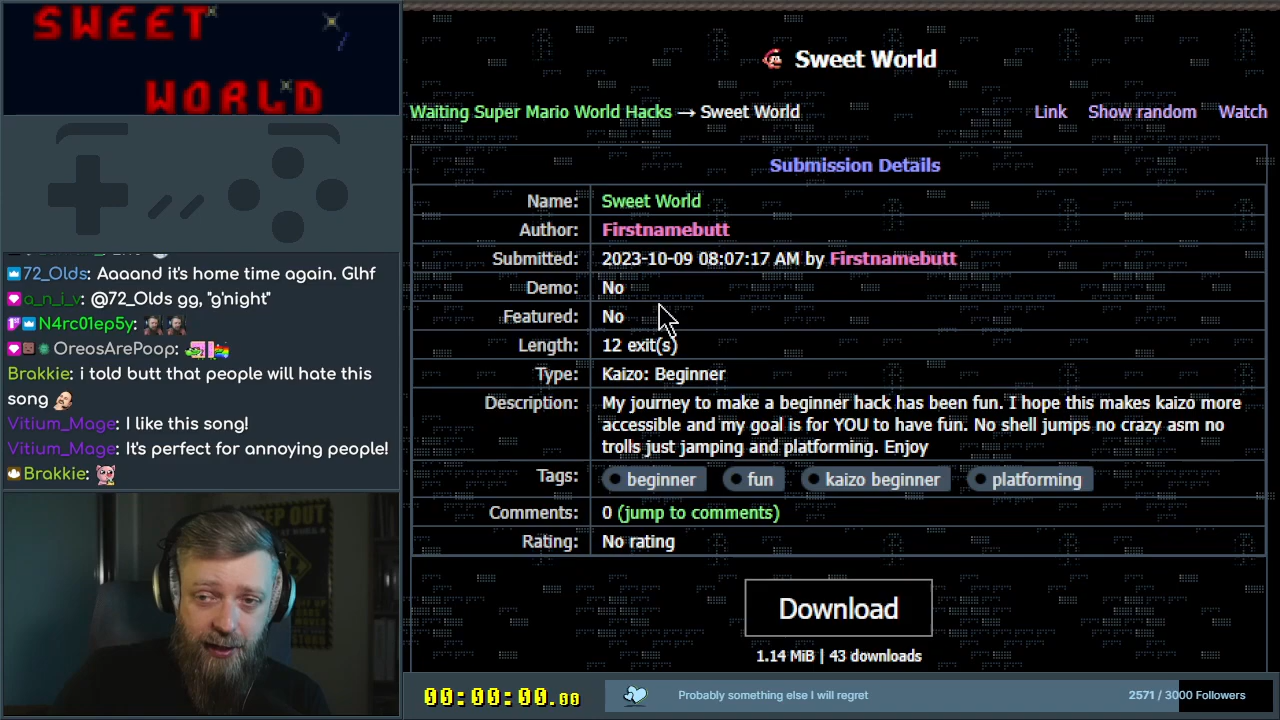 SWEET
WORLD
72_Olds: Aaaand it's home time again. Glhf
a_n_i_v: @72_Olds gg, "g'night"
N4rc01ep5y:
OreosArePoop:
Brakkie: i told butt that people will hate this
song
Vitium_Mage: I like this song!
Vitium_Mage: It's perfect for annoying people!
Brakkie:
Sweet World
Waiting Super Mario World Hacks → Sweet World
Link Show random Watch
Submission Details
Name: Sweet World
Author: Firstnamebutt
Submitted: 2023-10-09 08:07:17 AM by Firstnamebutt
Demo: No
Featured: No
Length: 12 exit(s)
Type: Kaizo: Beginner
Description: My journey to make a beginner hack has been fun. I hope this makes kaizo more
accessible and my goal is for YOU to have fun. No shell jumps no crazy asm no
trolls just jamping and platforming. Enjoy
Tags: beginner fun kaizo beginner platforming
Comments: 0 (jump to comments)
Rating: No rating
Download
1.14 MiB | 43 downloads
00:00:00.00
Probably something else I will regret
2571 / 3000 Followers